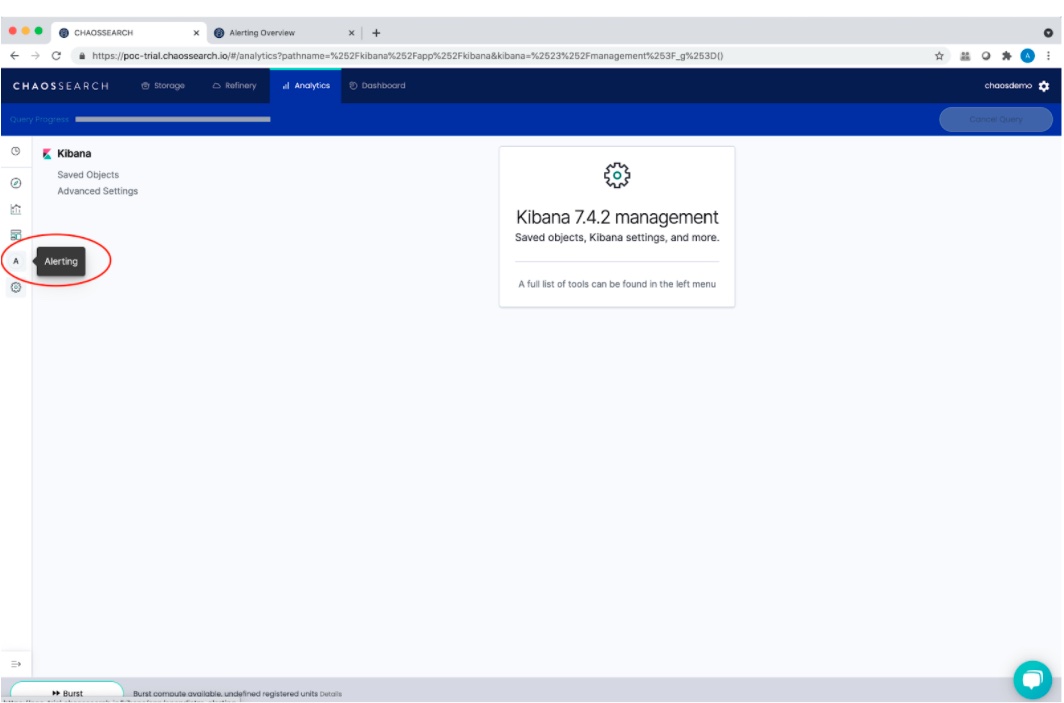 CHAOSSEARCH
Alerting Overview
https://poc-trial.chaossearch.io/#/analytics?pathname=%252Fkibana%252Fapp%252Fkibana&kibana=%2523%252Fmanagement%253F_g%253D()
A
CHAOSSEARCH
Storage
Refinery
Analytics
Dashboard
chaosdemo
Query Progress
Cancel Query
Kibana
Saved Objects
Advanced Settings
A
Alerting
Kibana 7.4.2 management
Saved objects, Kibana settings, and more.
A full list of tools can be found in the left menu
Burst
Burst compute available, undefined registered units Details